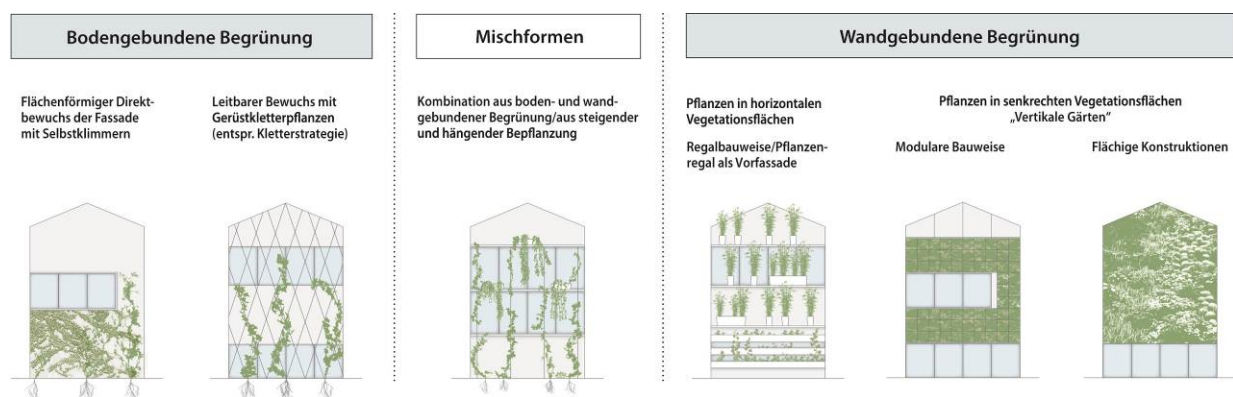 Bodengebundene Begrünung
Flächenförmiger Direkt-
bewuchs der Fassade
mit Selbstklimmern
Leitbarer Bewuchs mit
Gerüstkletterpflanzen
(entspr. Kletterstrategie)
Mischformen
Kombination aus boden- und wand-
gebundener Begrünung/aus steigender
und hängender Bepflanzung
Wandgebundene Begrünung
Pflanzen in horizontalen
Vegetationsflächen
Regalbauweise/Pflanzen-
regal als Vorfassade
Pflanzen in senkrechten Vegetationsflächen
„Vertikale Gärten"
Modulare Bauweise
Flächige Konstruktionen